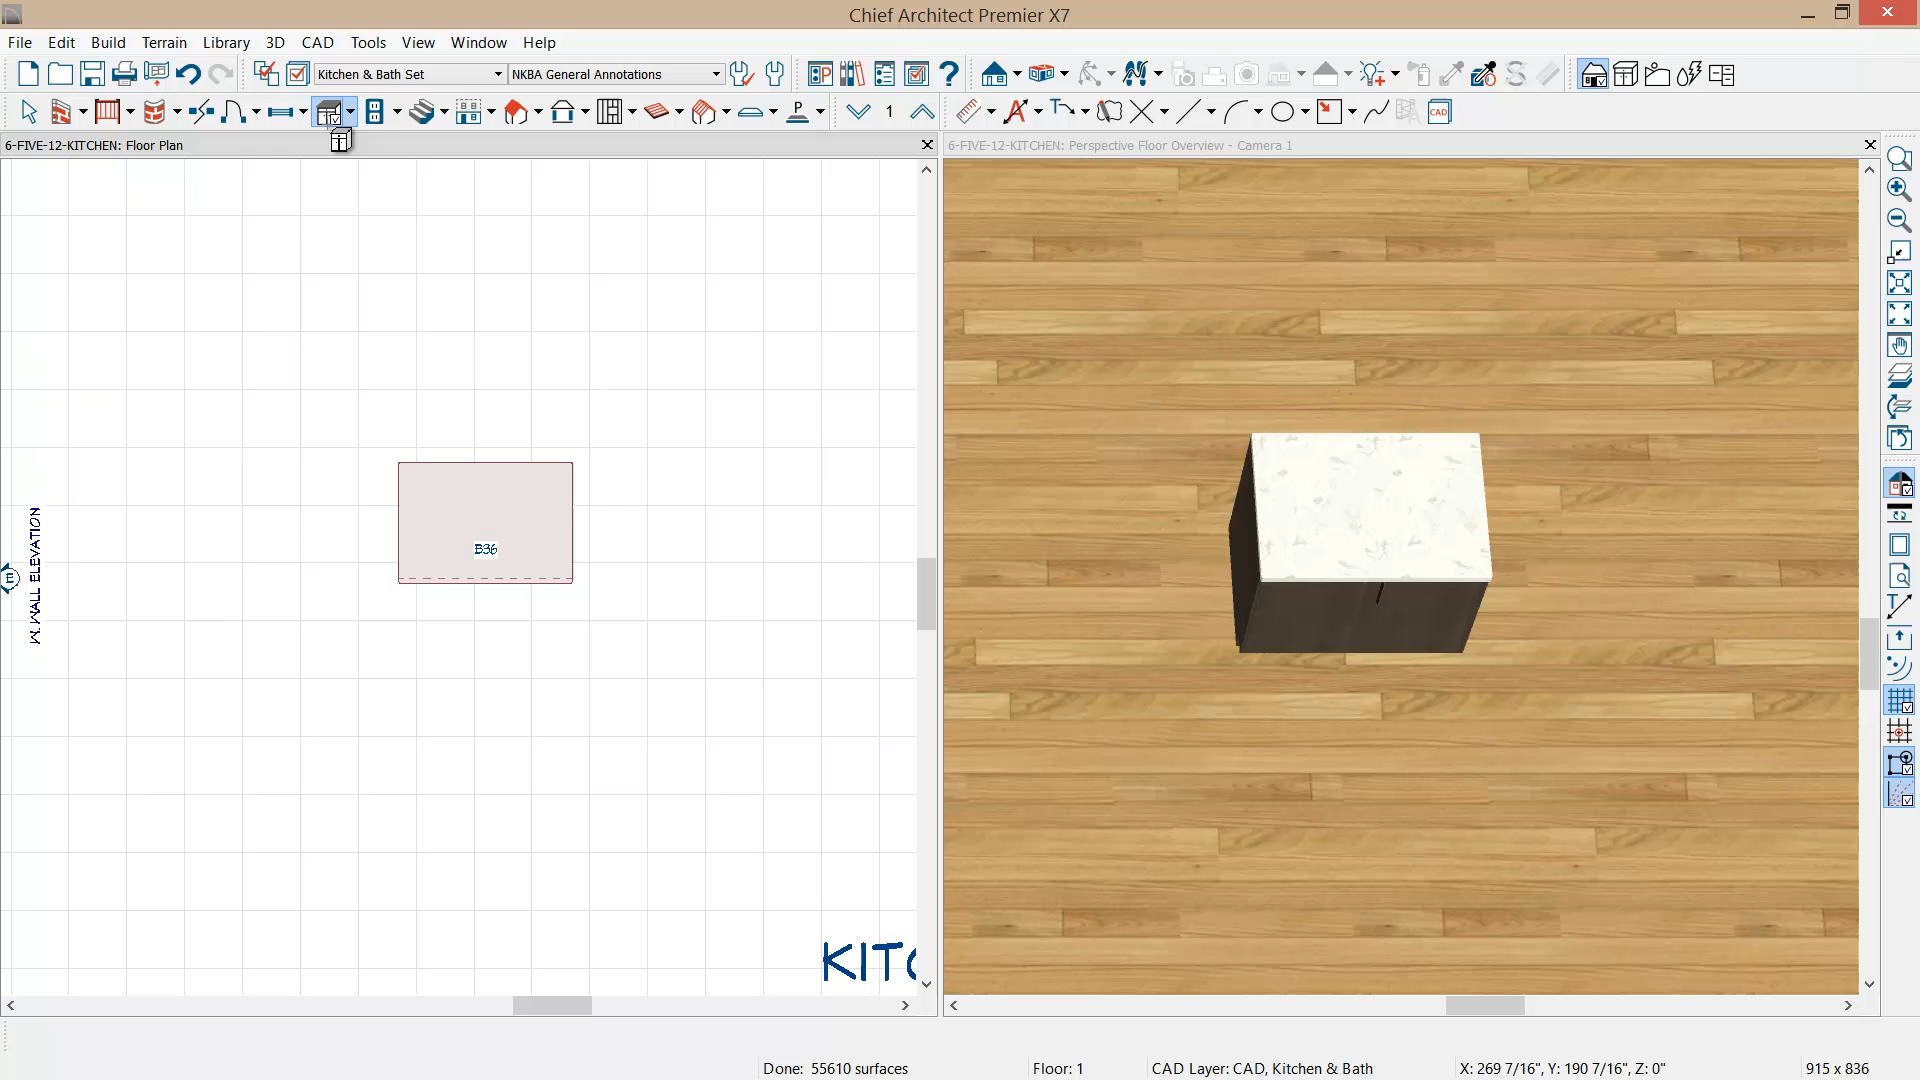 Chief Architect Premier X7
File Edit Build Terrain Library 3D CAD Tools View Window Help
Kitchen & Bath Set NKBA General Annotations
1 CAD
6-FIVE-12-KITCHEN: Floor Plan
6-FIVE-12-KITCHEN: Perspective Floor Overview - Camera 1
W. WALL ELEVATION
B36
KITC
Done: 55610 surfaces Floor: 1 CAD Layer: CAD, Kitchen & Bath X: 269 7/16", Y: 190 7/16", Z: 0" 915 x 836